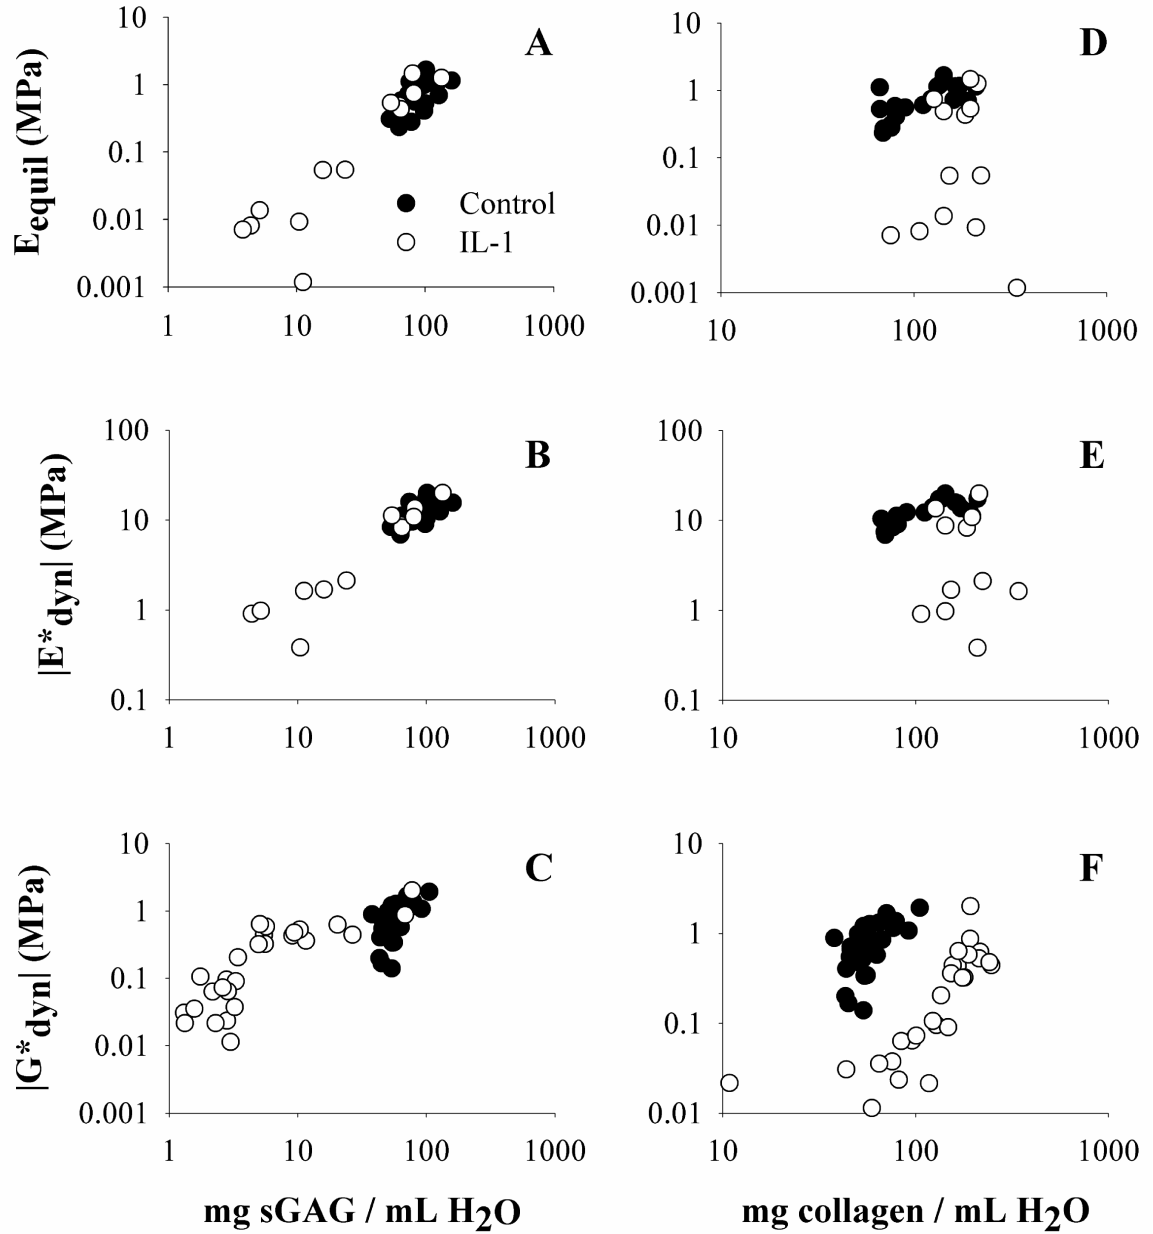 A
10
1
0.1
0.01
0.001
Eequil (MPa)
Control
IL-1
1 10 100 1000
D
10
1
0.1
0.01
0.001
10 100 1000
B
100
10
1
0.1
|E*dyn| (MPa)
1 10 100 1000
E
100
10
1
0.1
10 100 1000
C
10
1
0.1
0.01
0.001
|G*dyn| (MPa)
1 10 100 1000
mg sGAG / mL H2O
F
10
1
0.1
0.01
10 100 1000
mg collagen / mL H2O